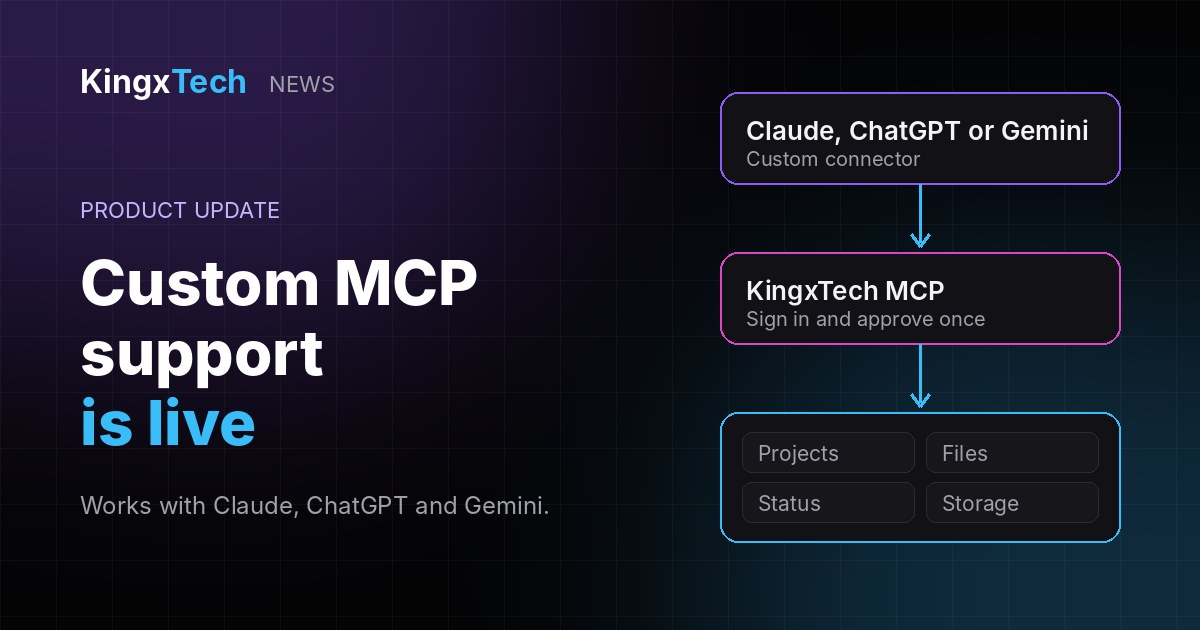 KingxTech NEWS
PRODUCT UPDATE
Custom MCP
support
is live
Works with Claude, ChatGPT and Gemini.
Claude, ChatGPT or Gemini
Custom connector
KingxTech MCP
Sign in and approve once
Projects
Files
Status
Storage